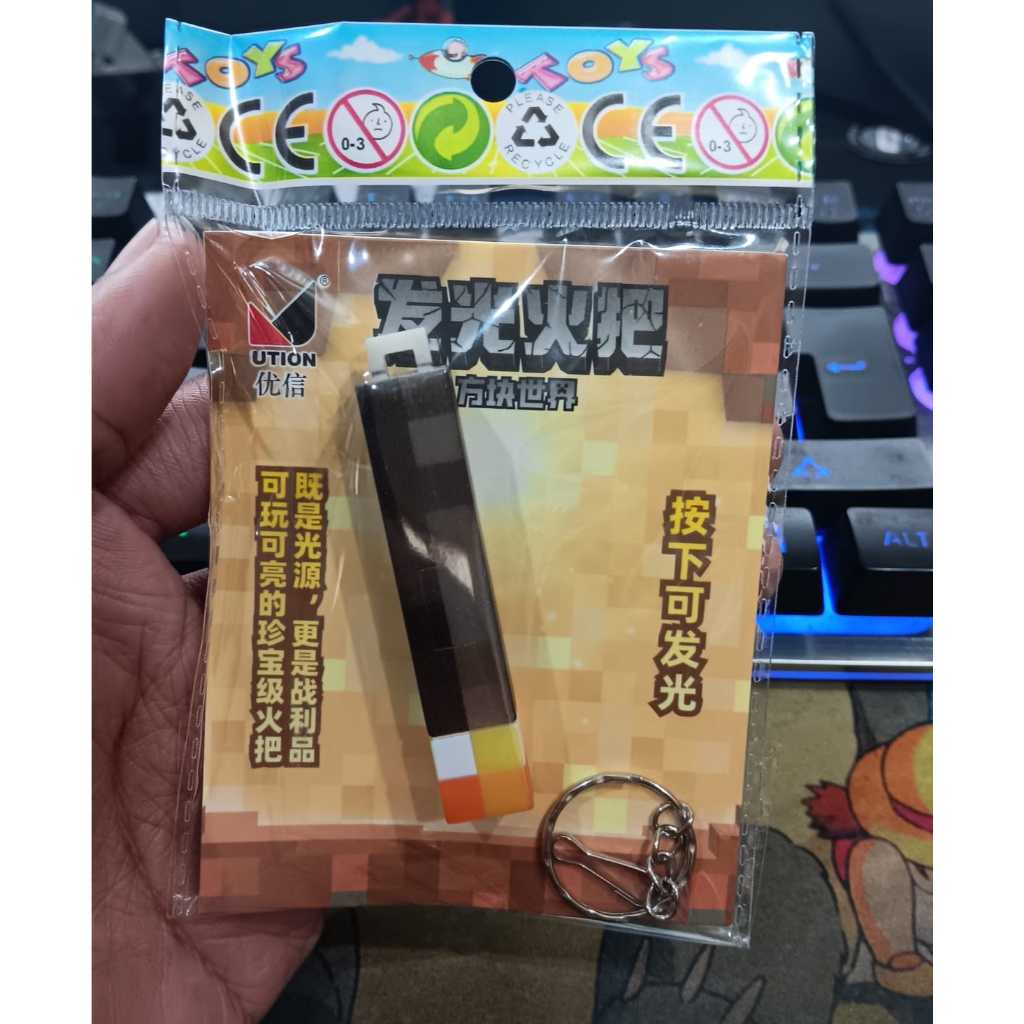 TOYS
TOYS
EASE
CYCLE
CE
0-3
PLEASE
RECYCLE
CE
0-3
®
UTION
优信
发光火把
方块世界
既是光源，更是战利品
可玩可亮的珍宝级火把
按下可发光
ALT